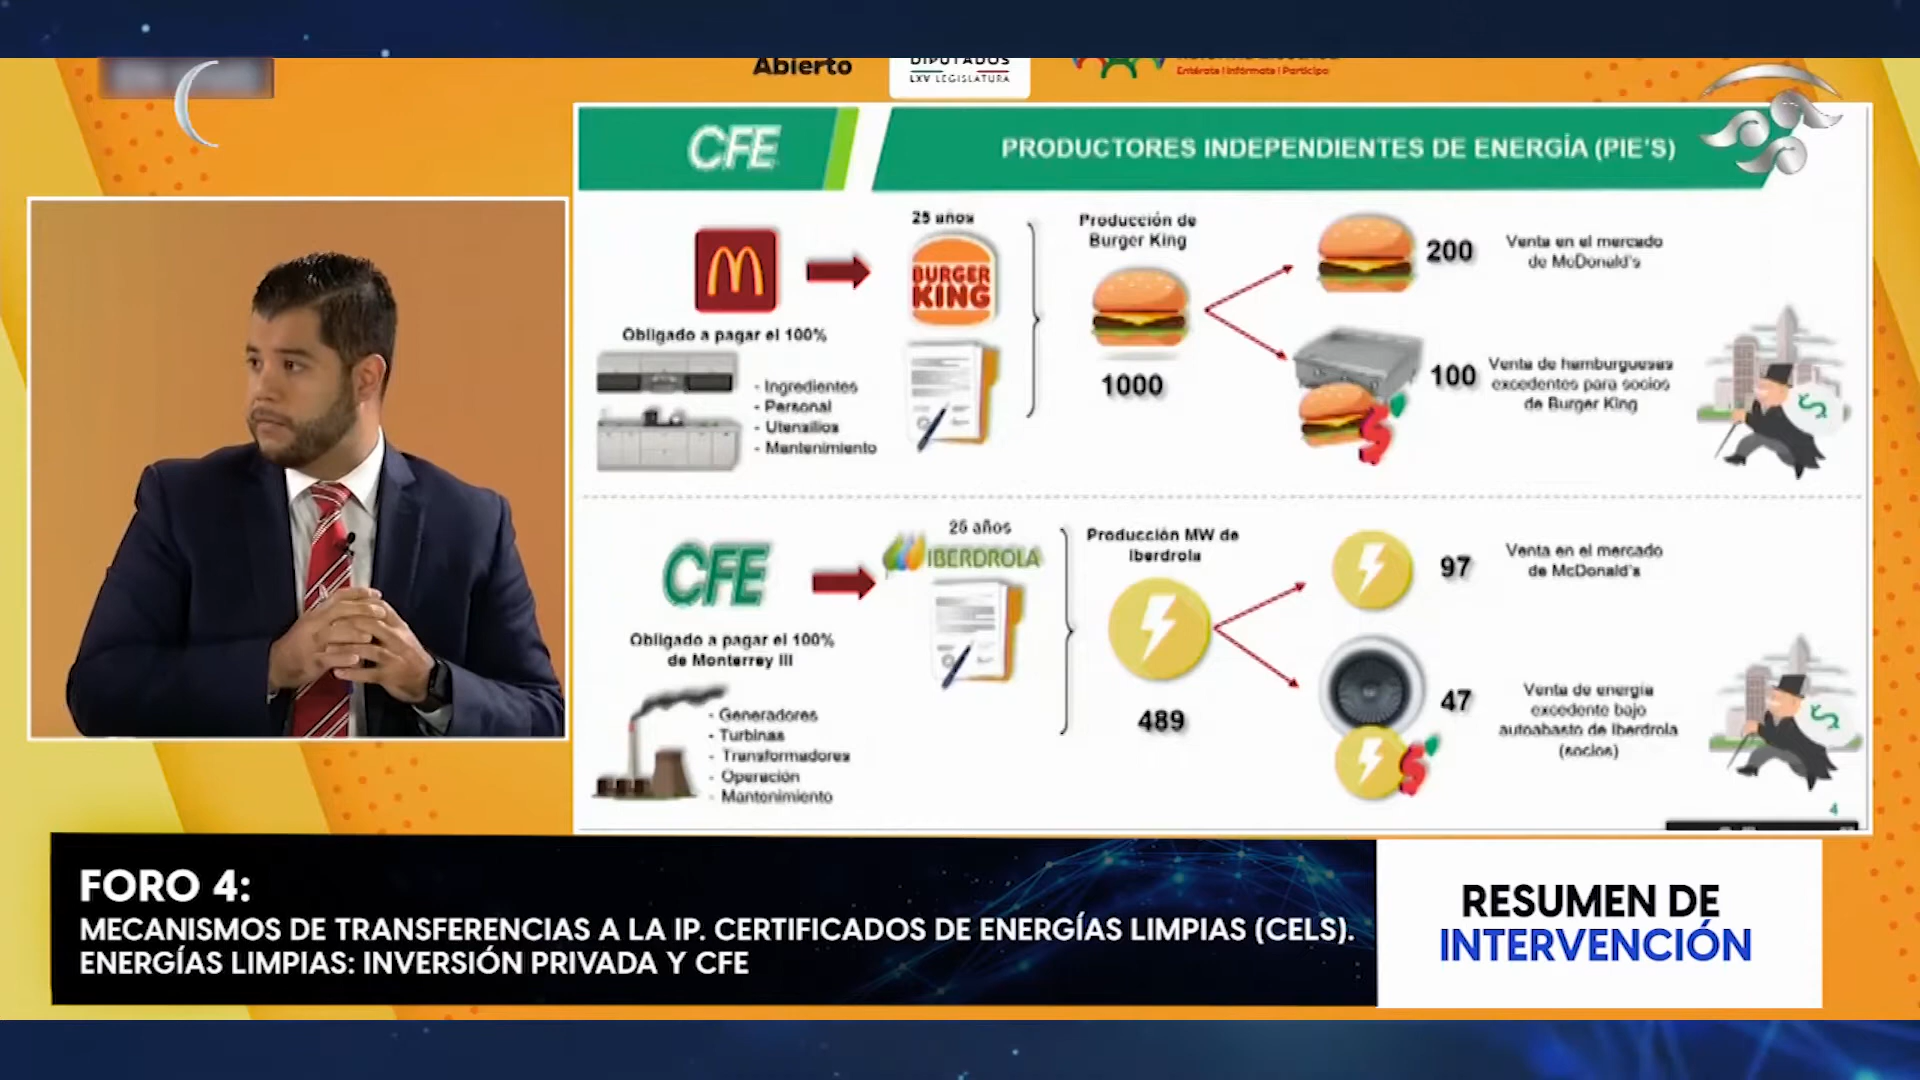 Abierto
DIPUTADOS
LXV LEGISLATURA
Entérate | Infórmate | Participa
CFE
PRODUCTORES INDEPENDIENTES DE ENERGÍA (PIE'S)
25 años
BURGER
KING
Obligado a pagar el 100%
- Ingredientes
- Personal
- Utensilios
- Mantenimiento
Producción de
Burger King
1000
200
Venta en el mercado
de McDonald's
100
Venta de hamburguesas
excedentes para socios
de Burger King
CFE
25 años
IBERDROLA
Obligado a pagar el 100%
de Monterrey III
- Generadores
- Turbinas
- Transformadores
- Operación
- Mantenimiento
Producción MW de
Iberdrola
489
97
Venta en el mercado
de McDonald's
47
Venta de energía
excedente bajo
autoabasto de Iberdrola
(socios)
4
FORO 4:
MECANISMOS DE TRANSFERENCIAS A LA IP. CERTIFICADOS DE ENERGÍAS LIMPIAS (CELS).
ENERGÍAS LIMPIAS: INVERSIÓN PRIVADA Y CFE
RESUMEN DE
INTERVENCIÓN